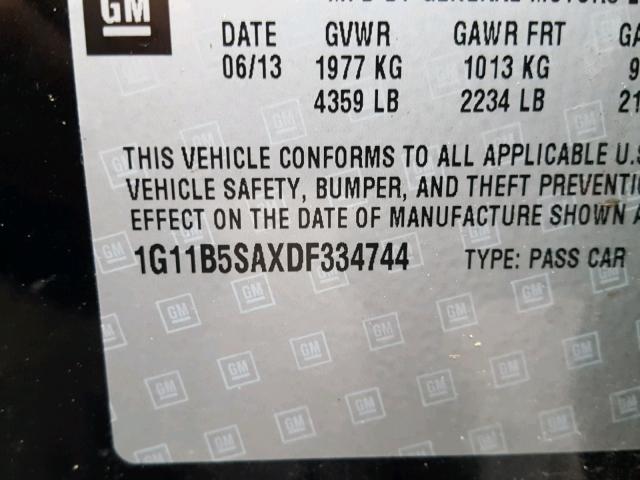 GM
DATE GVWR GAWR FRT
06/13 1977 KG 1013 KG
4359 LB 2234 LB
THIS VEHICLE CONFORMS TO ALL APPLICABLE U.S
VEHICLE SAFETY, BUMPER, AND THEFT PREVENTI
EFFECT ON THE DATE OF MANUFACTURE SHOWN A
1G11B5SAXDF334744 TYPE: PASS CAR